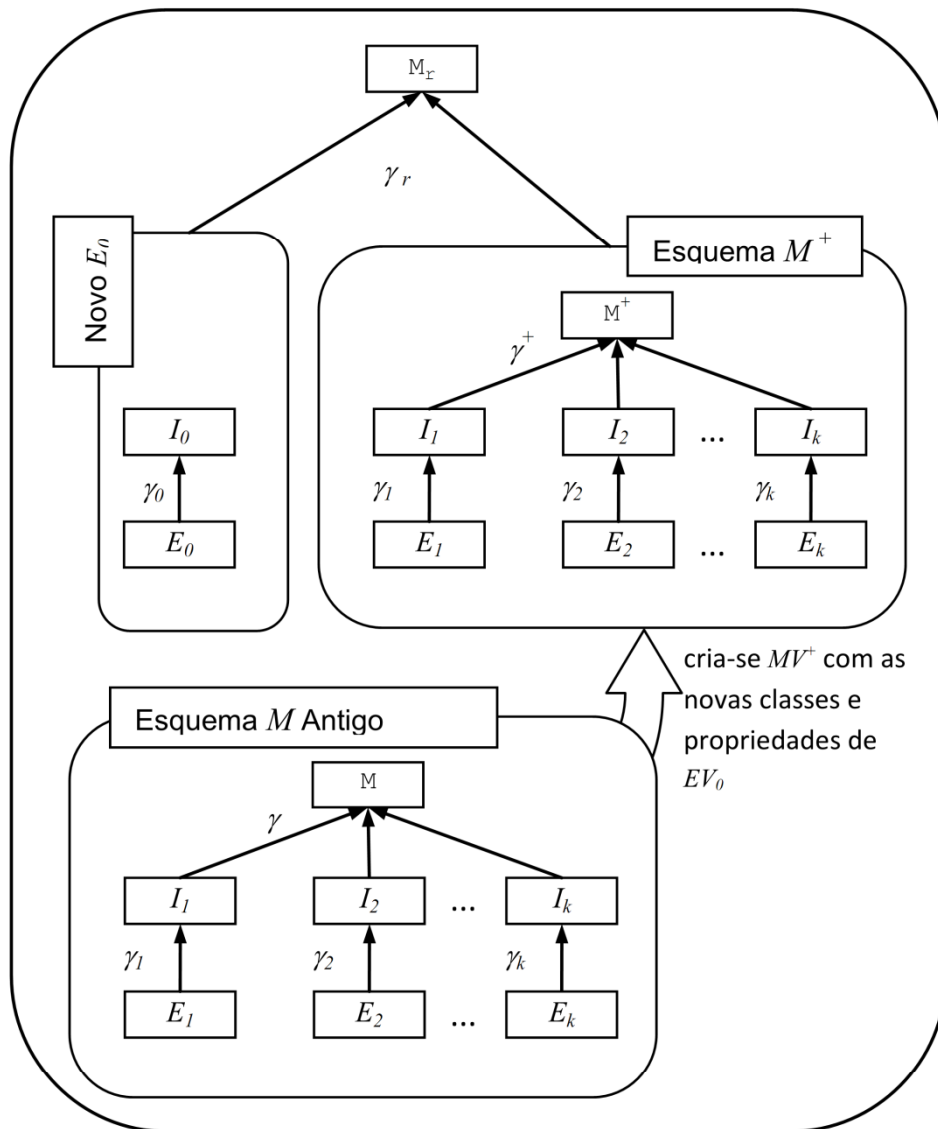 M_r
γ_r
Novo E_0
Esquema M^+
M^+
γ^+
I_0
I_1
I_2
...
I_k
γ_0
γ_1
γ_2
γ_k
E_0
E_1
E_2
...
E_k
cria-se MV^+ com as
novas classes e
propriedades de
EV_0
Esquema M Antigo
M
γ
I_1
I_2
...
I_k
γ_1
γ_2
γ_k
E_1
E_2
...
E_k